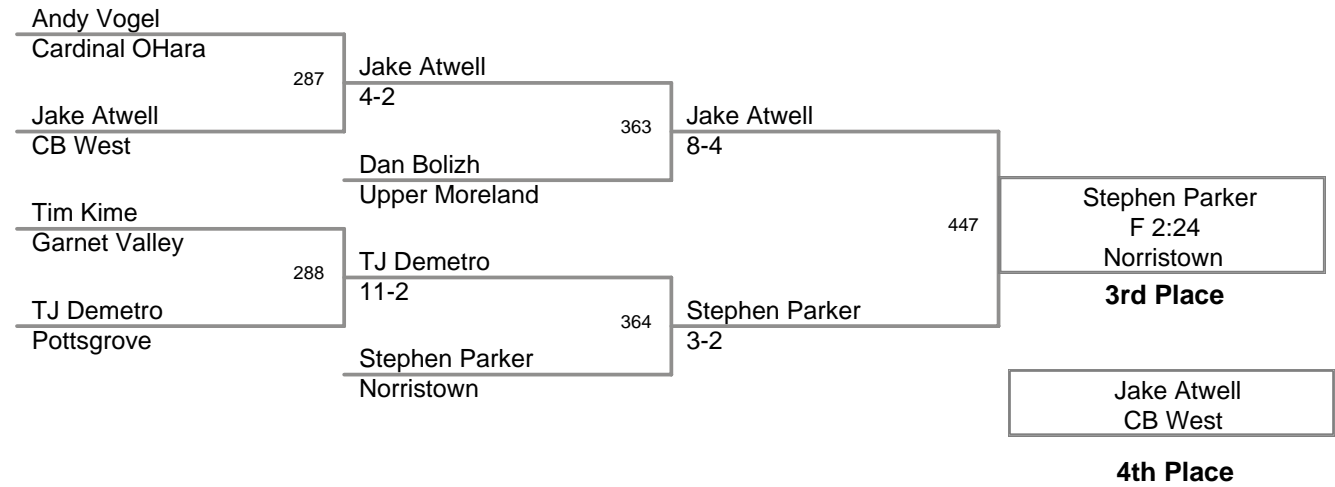 Andy Vogel
Cardinal OHara
287
Jake Atwell
4-2
Jake Atwell
CB West
363
Jake Atwell
8-4
Dan Bolizh
Upper Moreland
Tim Kime
Garnet Valley
288
TJ Demetro
11-2
TJ Demetro
Pottsgrove
364
Stephen Parker
3-2
Stephen Parker
Norristown
447
Stephen Parker
F 2:24
Norristown
3rd Place
Jake Atwell
CB West
4th Place